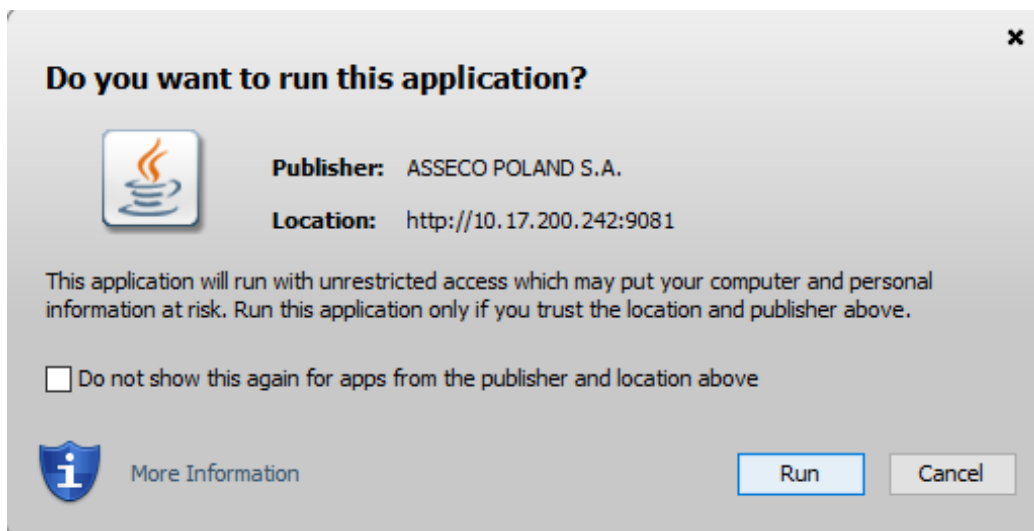 Do you want to run this application?
Publisher: ASSECO POLAND S.A.
Location: http://10.17.200.242:9081
This application will run with unrestricted access which may put your computer and personal
information at risk. Run this application only if you trust the location and publisher above.
Do not show this again for apps from the publisher and location above
More Information
Run
Cancel